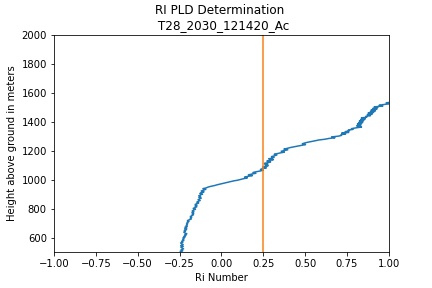 RI PLD Determination
T28_2030_121420_Ac
2000
1800
1600
1400
1200
1000
800
600
Height above ground in meters
−1.00 −0.75 −0.50 −0.25 0.00 0.25 0.50 0.75 1.00
Ri Number